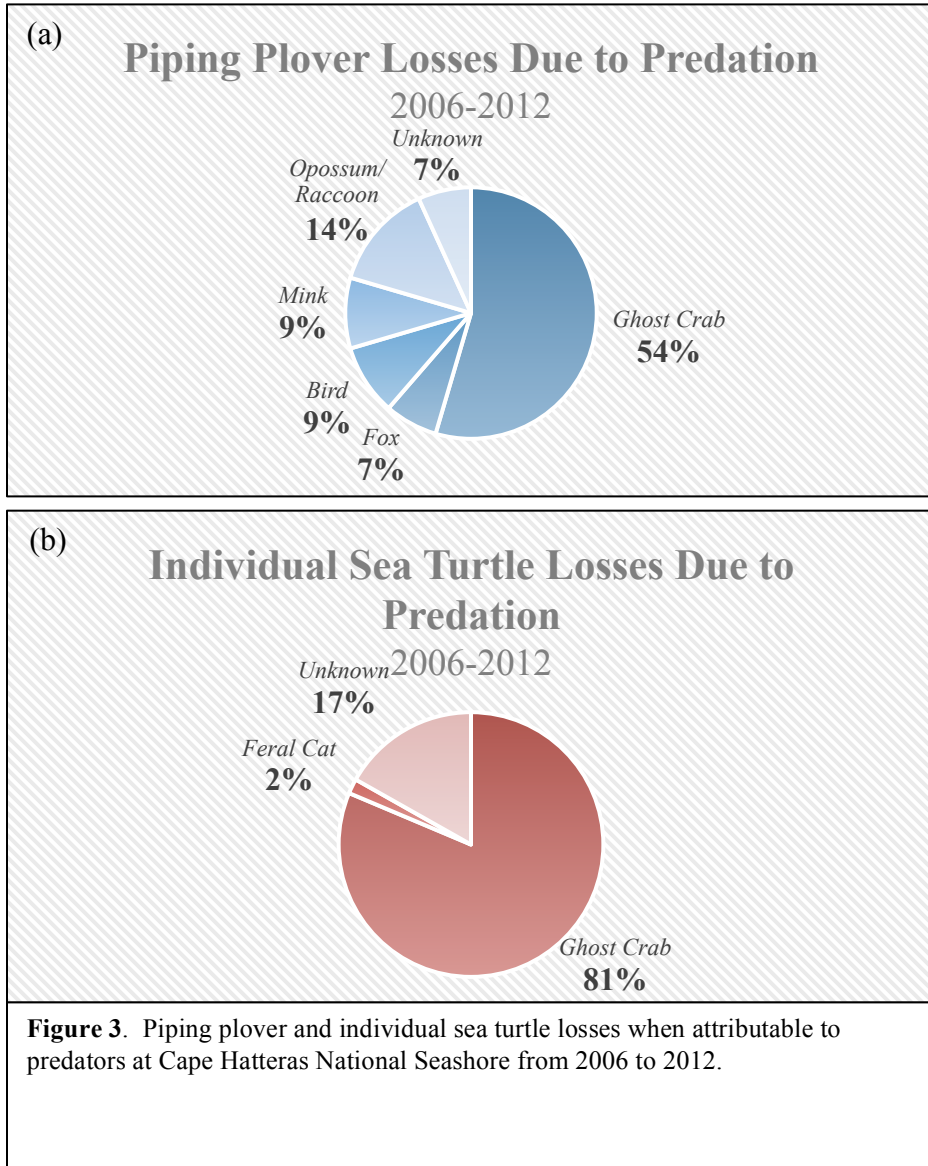 (a)
Piping Plover Losses Due to Predation
2006-2012
Unknown
7%
Opossum/
Raccoon
14%
Mink
9%
Bird
9%
Fox
7%
Ghost Crab
54%
(b)
Individual Sea Turtle Losses Due to
Predation
2006-2012
Unknown
17%
Feral Cat
2%
Ghost Crab
81%
Figure 3.  Piping plover and individual sea turtle losses when attributable to
predators at Cape Hatteras National Seashore from 2006 to 2012.